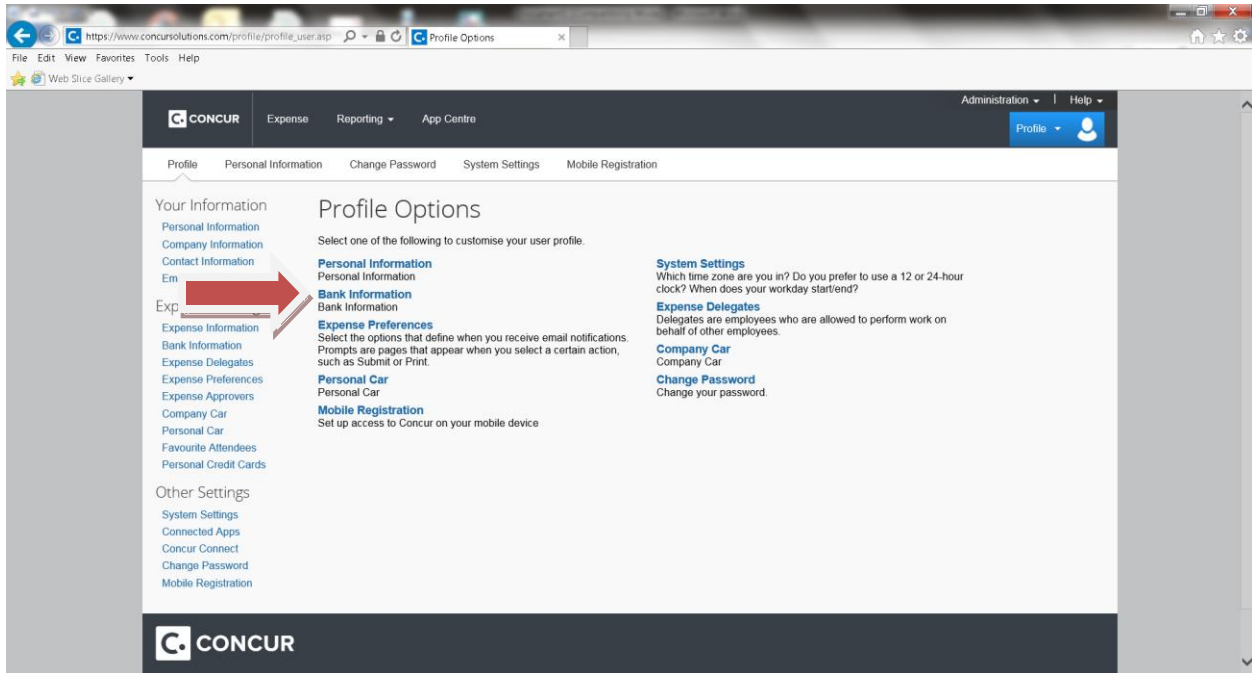 https://www.concursolutions.com/profile/profile_user.asp
Profile Options
File Edit View Favorites Tools Help
Web Slice Gallery
Administration | Help
C. CONCUR Expense Reporting App Centre
Profile
Profile Personal Information Change Password System Settings Mobile Registration
Your Information
Personal Information
Company Information
Contact Information
Em
Exp
Expense Information
Bank Information
Expense Delegates
Expense Preferences
Expense Approvers
Company Car
Personal Car
Favourite Attendees
Personal Credit Cards
Other Settings
System Settings
Connected Apps
Concur Connect
Change Password
Mobile Registration
Profile Options
Select one of the following to customise your user profile.
Personal Information
Personal Information
Bank Information
Bank Information
Expense Preferences
Select the options that define when you receive email notifications.
Prompts are pages that appear when you select a certain action,
such as Submit or Print.
Personal Car
Personal Car
Mobile Registration
Set up access to Concur on your mobile device
System Settings
Which time zone are you in? Do you prefer to use a 12 or 24-hour
clock? When does your workday start/end?
Expense Delegates
Delegates are employees who are allowed to perform work on
behalf of other employees.
Company Car
Company Car
Change Password
Change your password.
C. CONCUR